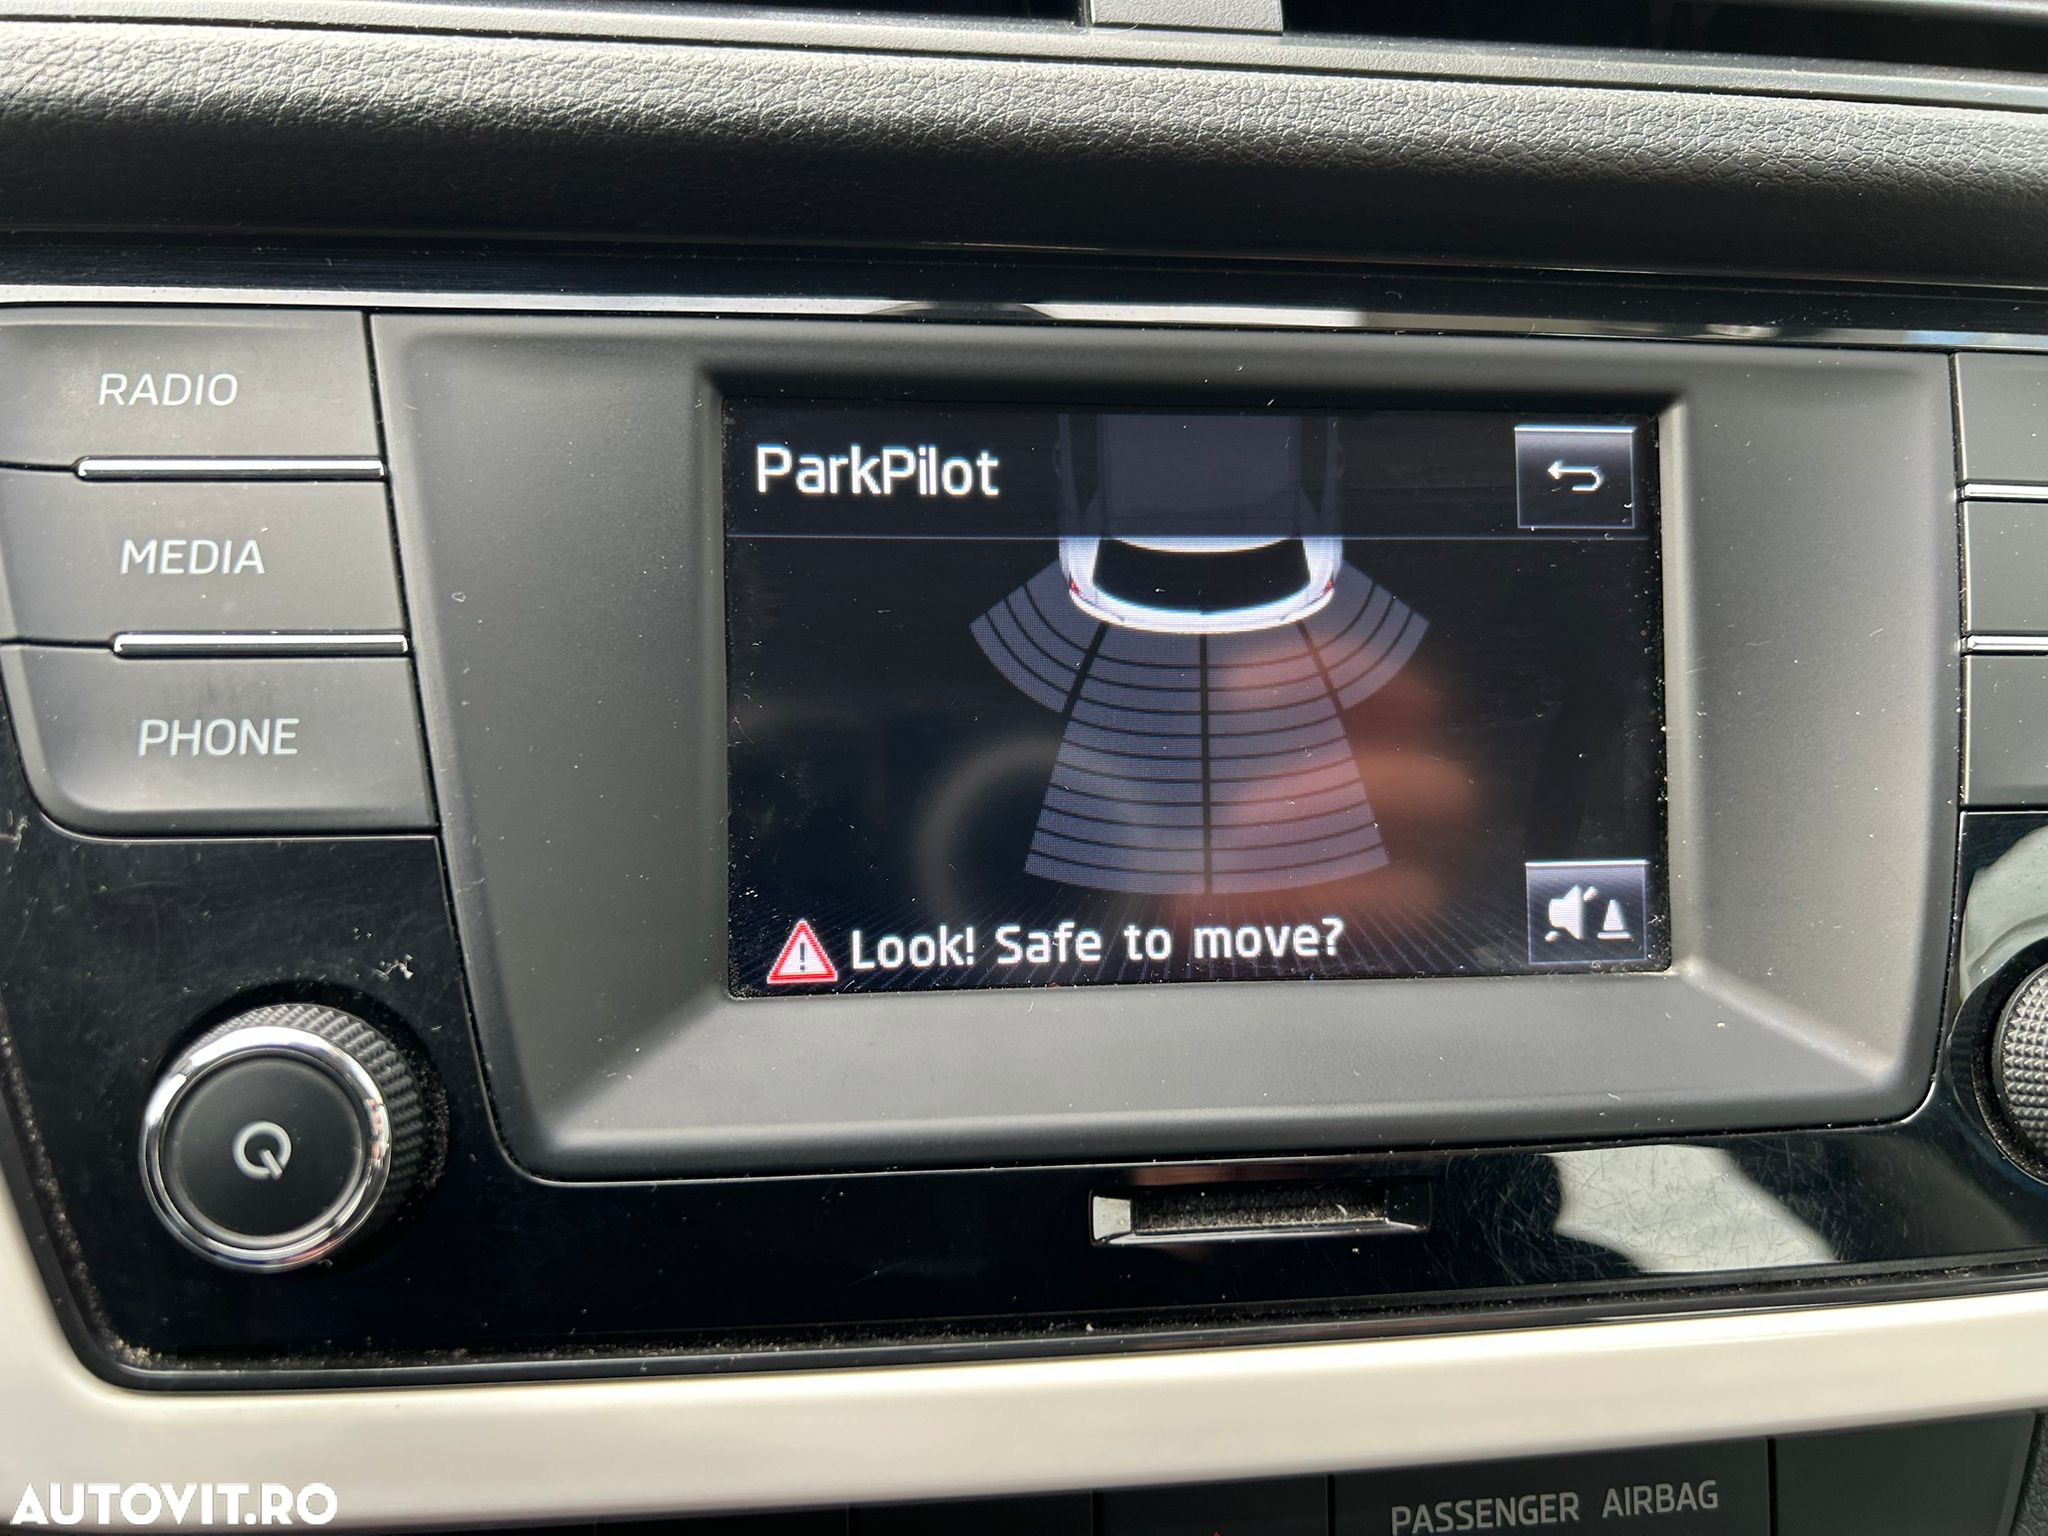 RADIO
MEDIA
PHONE
ParkPilot
Look! Safe to move?
PASSENGER AIRBAG
AUTOVIT.RO